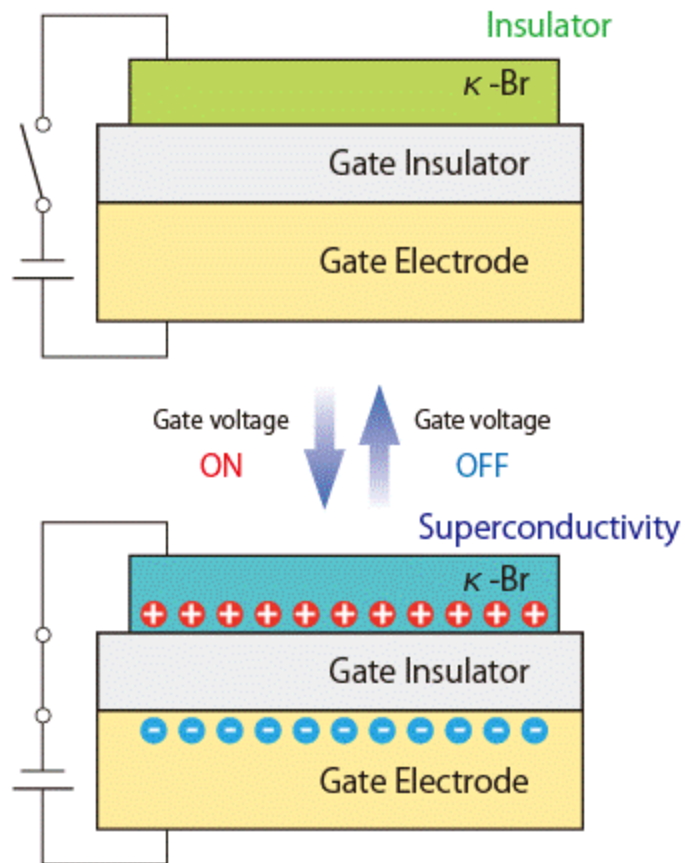 Insulator
κ-Br
Gate Insulator
Gate Electrode
Gate voltage
ON
Gate voltage
OFF
Superconductivity
κ-Br
+ + + + + + + + + + +
Gate Insulator
- - - - - - - - - - -
Gate Electrode